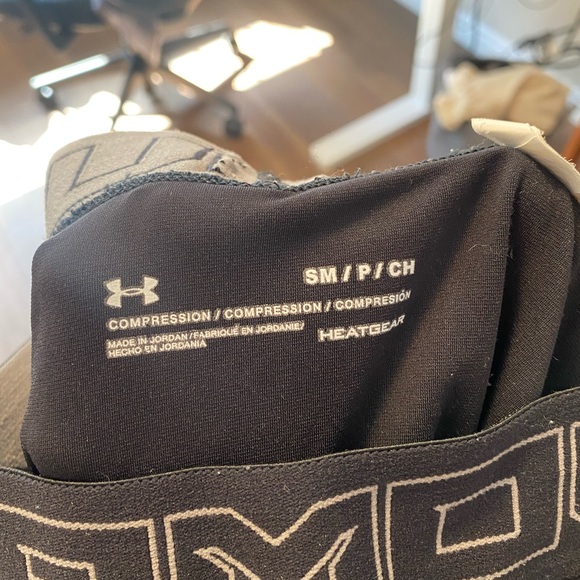 SM / P / CH
COMPRESSION / COMPRESSION / COMPRESIÓN
MADE IN JORDAN / FABRIQUÉ EN JORDANIE /
HECHO EN JORDANIA
HEATGEAR